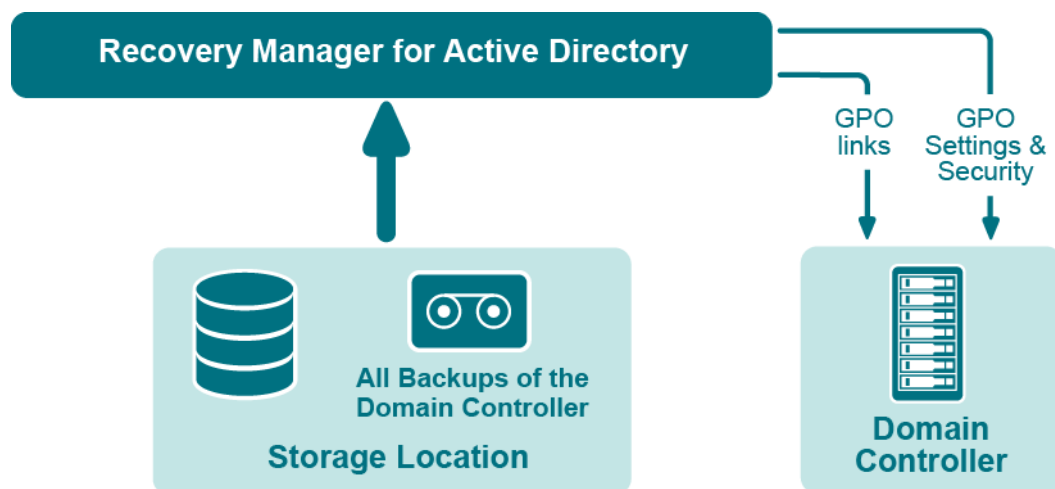 Recovery Manager for Active Directory
GPO
links
GPO
Settings &
Security
All Backups of the
Domain Controller
Storage Location
Domain
Controller